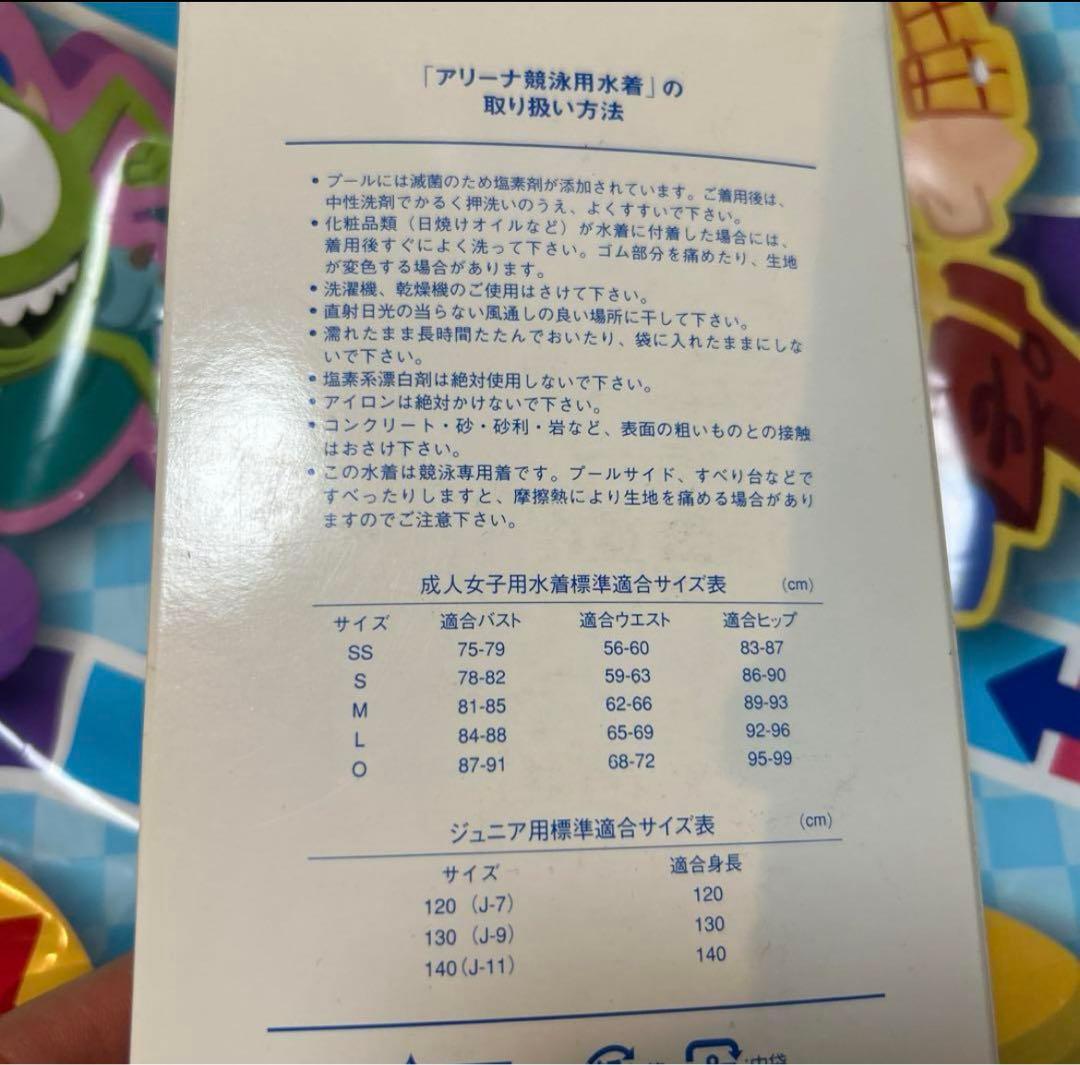 「アリーナ競泳用水着」の
取り扱い方法
• プールには滅菌のため塩素剤が添加されています。ご着用後は、
中性洗剤でかるく押洗いのうえ、よくすすいで下さい。
• 化粧品類（日焼けオイルなど）が水着に付着した場合には、
着用後すぐによく洗って下さい。ゴム部分を痛めたり、生地
が変色する場合があります。
• 洗濯機、乾燥機のご使用はさけて下さい。
• 直射日光の当らない風通しの良い場所に干して下さい。
• 濡れたまま長時間たたんでおいたり、袋に入れたままにしな
いで下さい。
• 塩素系漂白剤は絶対使用しないで下さい。
• アイロンは絶対かけないで下さい。
• コンクリート・砂・砂利・岩など、表面の粗いものとの接触
はおさけ下さい。
• この水着は競泳専用着です。プールサイド、すべり台などで
すべったりしますと、摩擦熱により生地を痛める場合があり
ますのでご注意下さい。
成人女子用水着標準適合サイズ表 (cm)
サイズ 適合バスト 適合ウエスト 適合ヒップ
SS 75-79 56-60 83-87
S 78-82 59-63 86-90
M 81-85 62-66 89-93
L 84-88 65-69 92-96
O 87-91 68-72 95-99
ジュニア用標準適合サイズ表 (cm)
サイズ 適合身長
120（J-7） 120
130（J-9） 130
140（J-11） 140